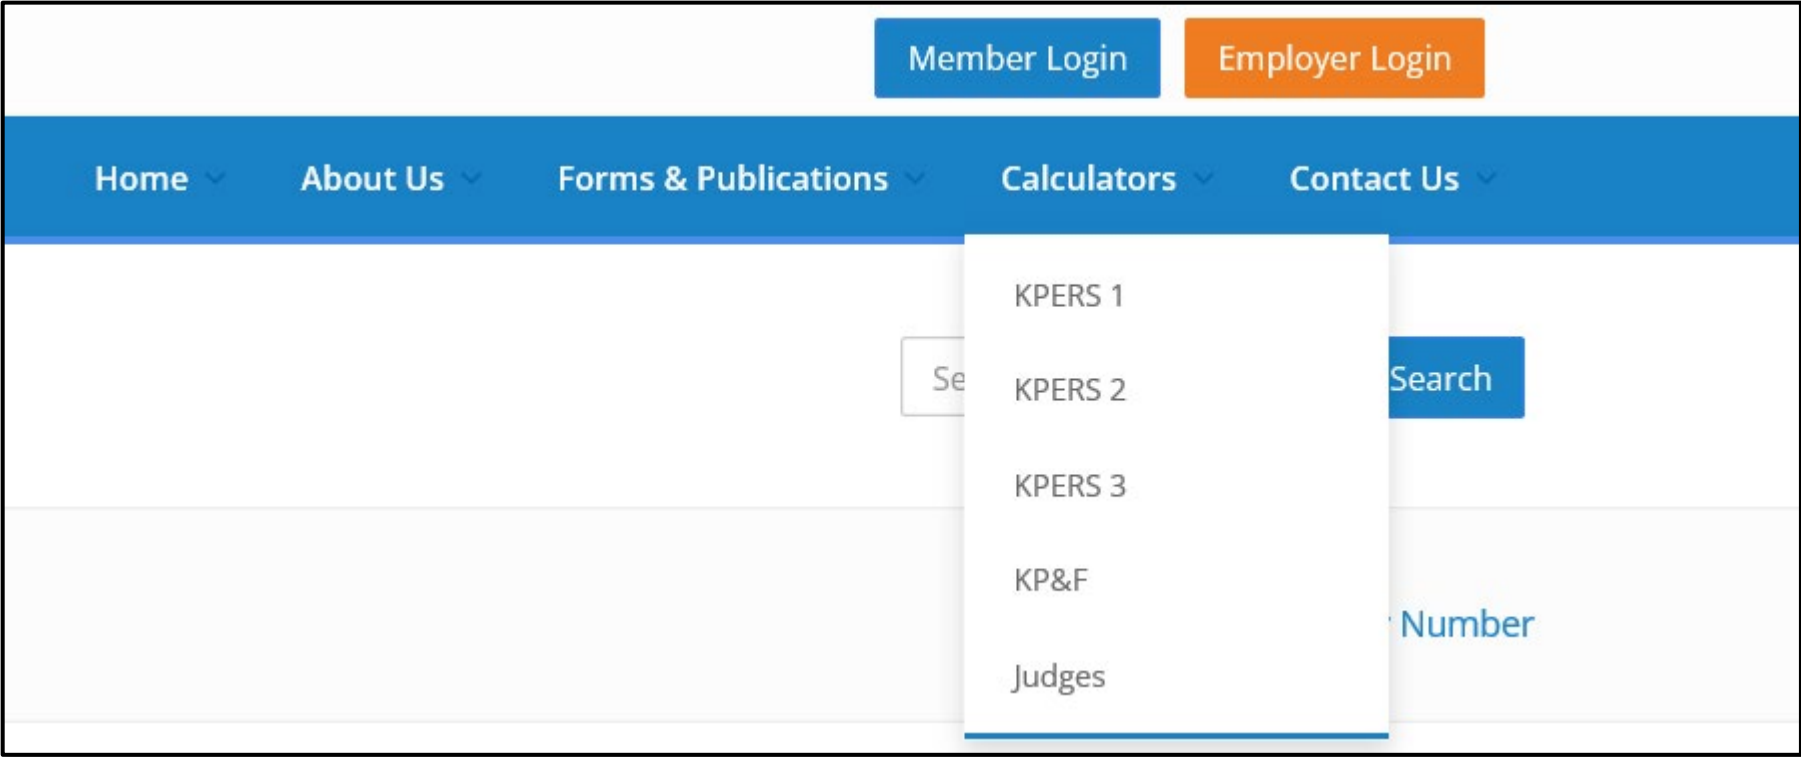 Member Login Employer Login
Home About Us Forms & Publications Calculators Contact Us
KPERS 1
Se Search
KPERS 2
KPERS 3
KP&F
Number
Judges